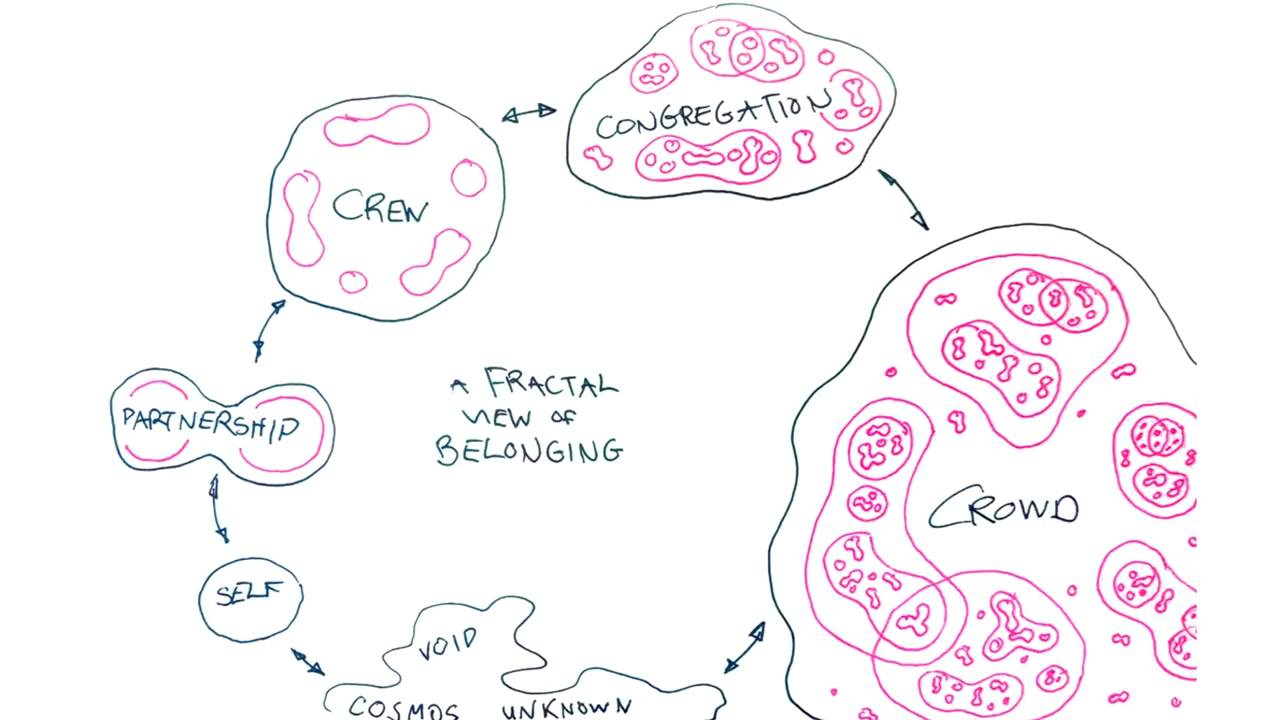 CONGREGATION
CREW
A FRACTAL
VIEW OF
BELONGING
PARTNERSHIP
CROWD
SELF
VOID
COSMOS UNKNOWN